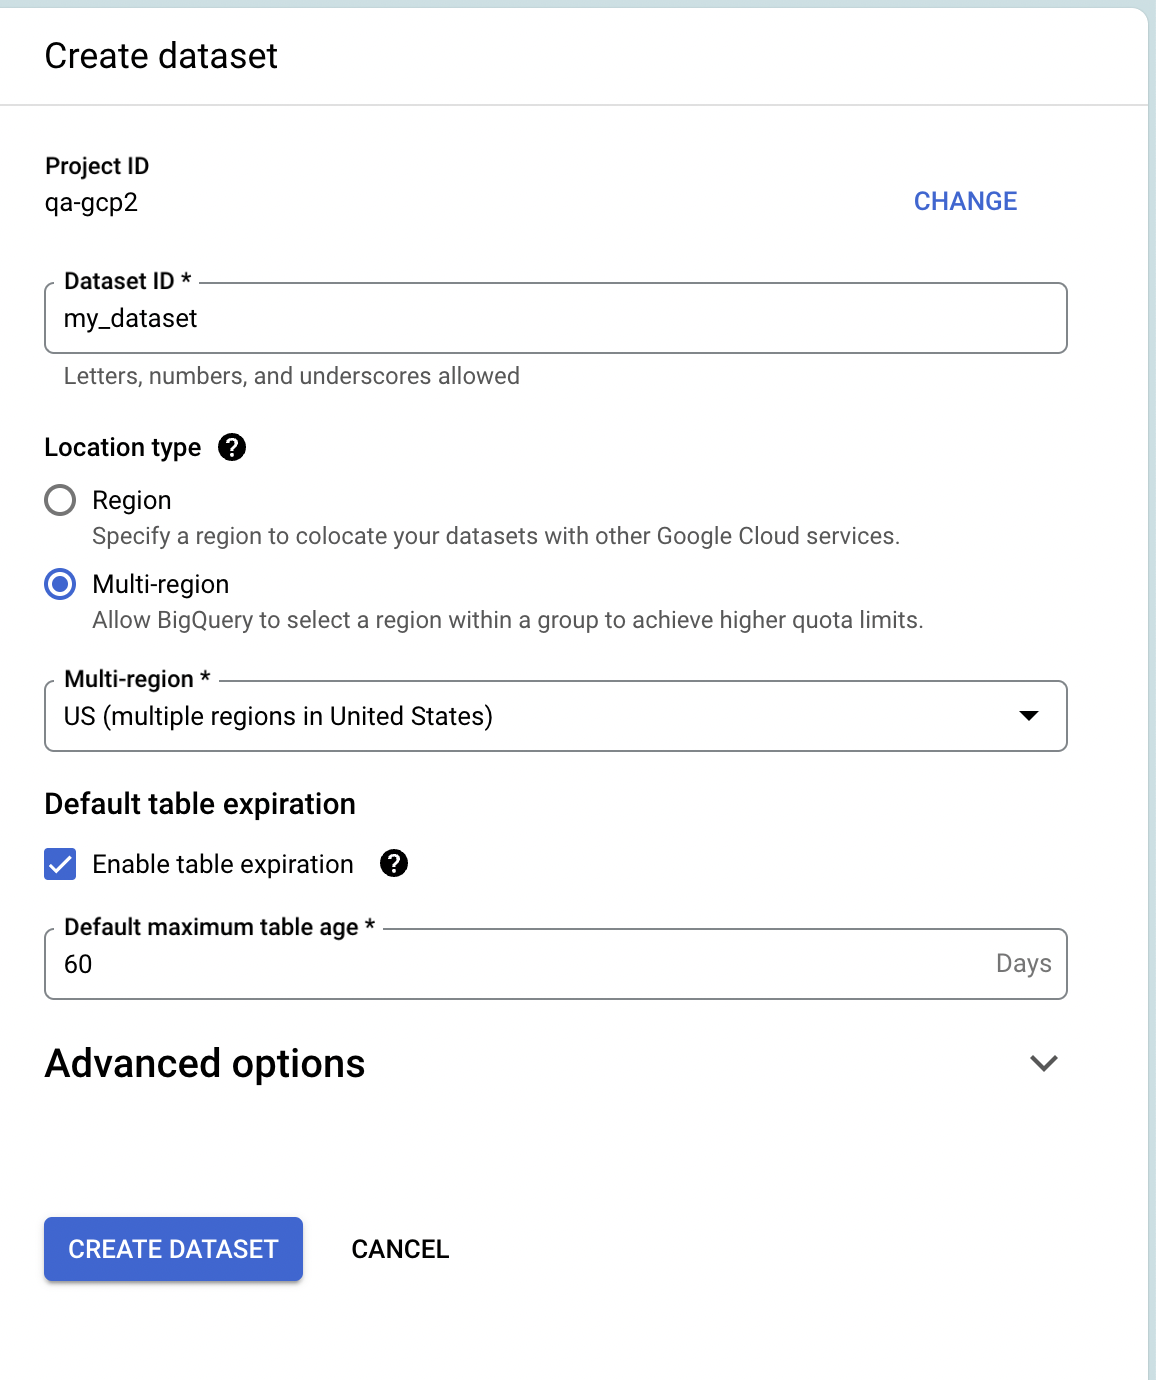 Create dataset
Project ID
qa-gcp2
CHANGE
Dataset ID *
my_dataset
Letters, numbers, and underscores allowed
Location type ?
Region
Specify a region to colocate your datasets with other Google Cloud services.
Multi-region
Allow BigQuery to select a region within a group to achieve higher quota limits.
Multi-region *
US (multiple regions in United States)
Default table expiration
Enable table expiration ?
Default maximum table age *
60 Days
Advanced options
CREATE DATASET CANCEL